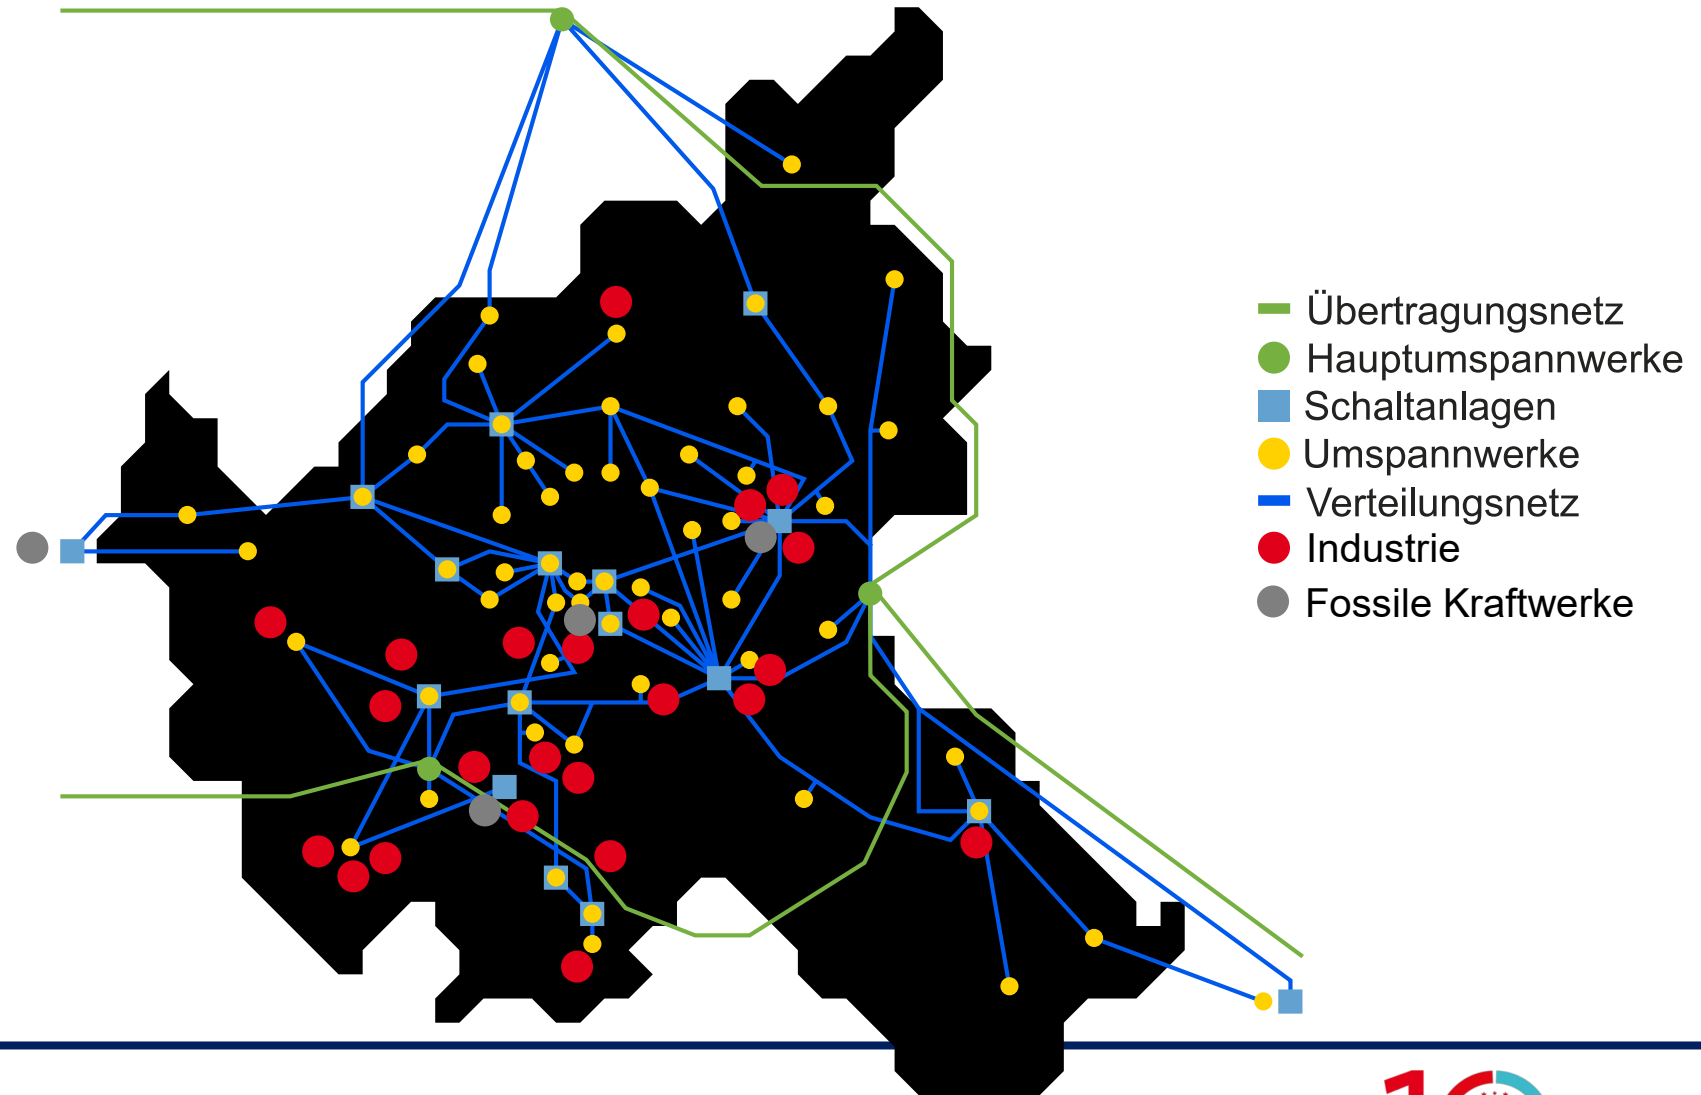 Übertragungsnetz
Hauptumspannwerke
Schaltanlagen
Umspannwerke
Verteilungsnetz
Industrie
Fossile Kraftwerke